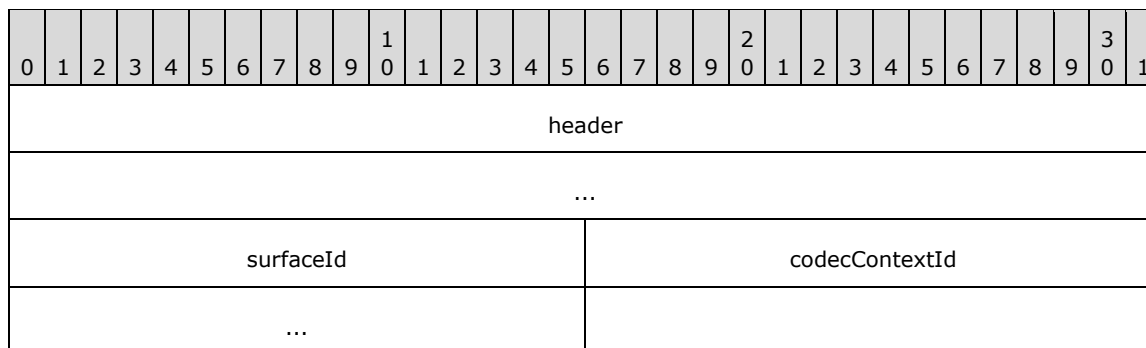 1 2 3
0 1 2 3 4 5 6 7 8 9 0 1 2 3 4 5 6 7 8 9 0 1 2 3 4 5 6 7 8 9 0 1
header
...
surfaceId codecContextId
...